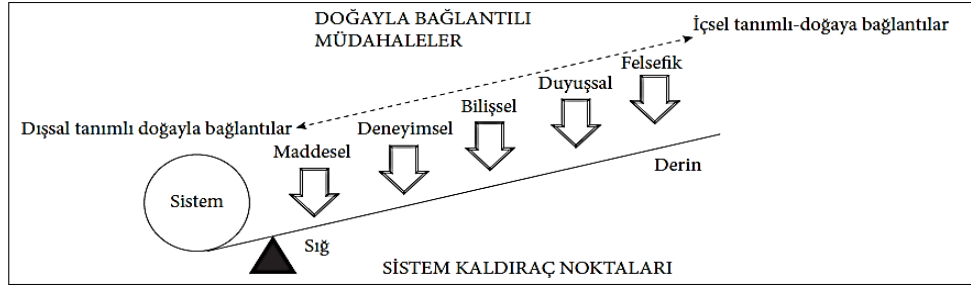 DOĞAYLA BAĞLANTILI
MÜDAHALELER
İçsel tanımlı-doğaya bağlantılar
Felsefik
Duyuşsal
Bilişsel
Deneyimsel
Dışsal tanımlı doğayla bağlantılar
Maddesel
Derin
Sistem
Sığ
SİSTEM KALDIRAÇ NOKTALARI